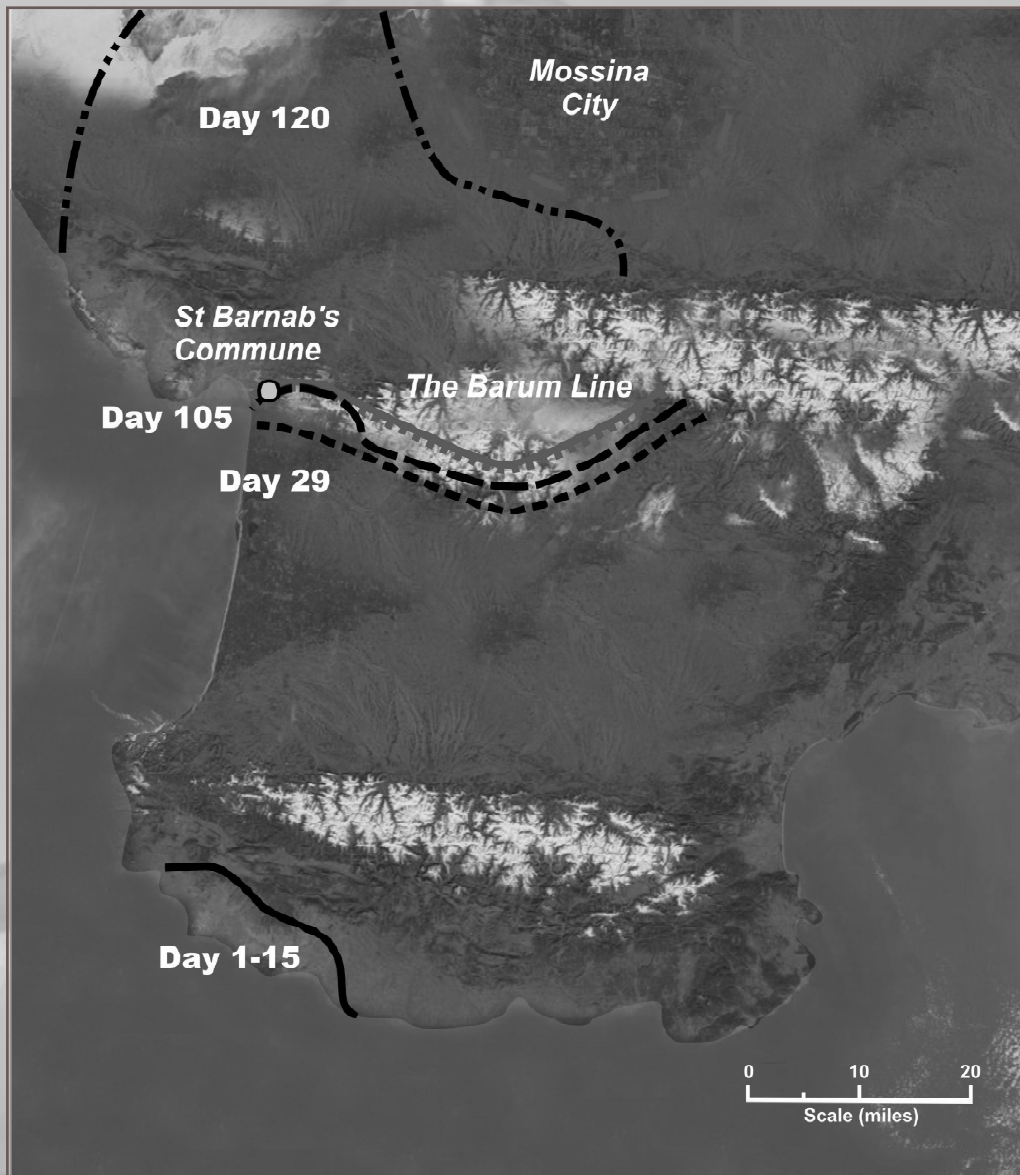 Mossina
City
Day 120
St Barnab's
Commune
The Barum Line
Day 105
Day 29
Day 1-15
0 10 20
Scale (miles)